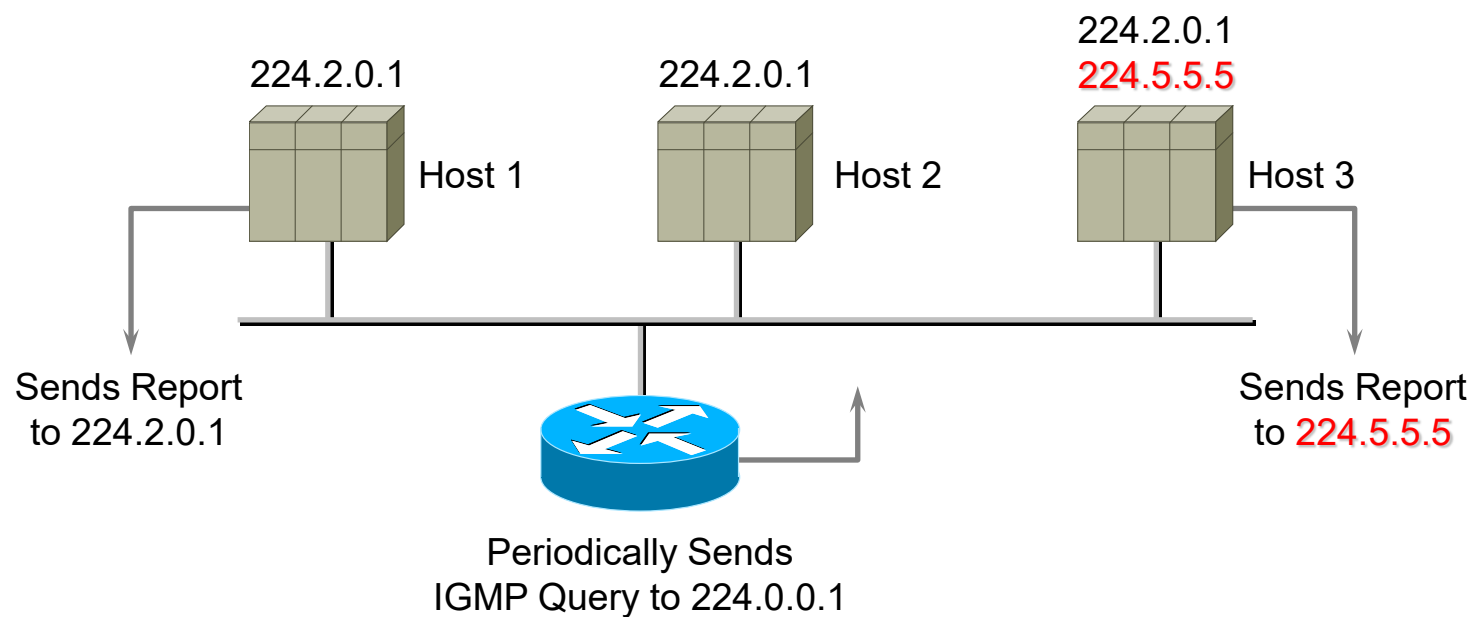 224.2.0.1
224.2.0.1
224.2.0.1
224.5.5.5
Host 1
Host 2
Host 3
Sends Report
to 224.2.0.1
Sends Report
to 224.5.5.5
Periodically Sends
IGMP Query to 224.0.0.1